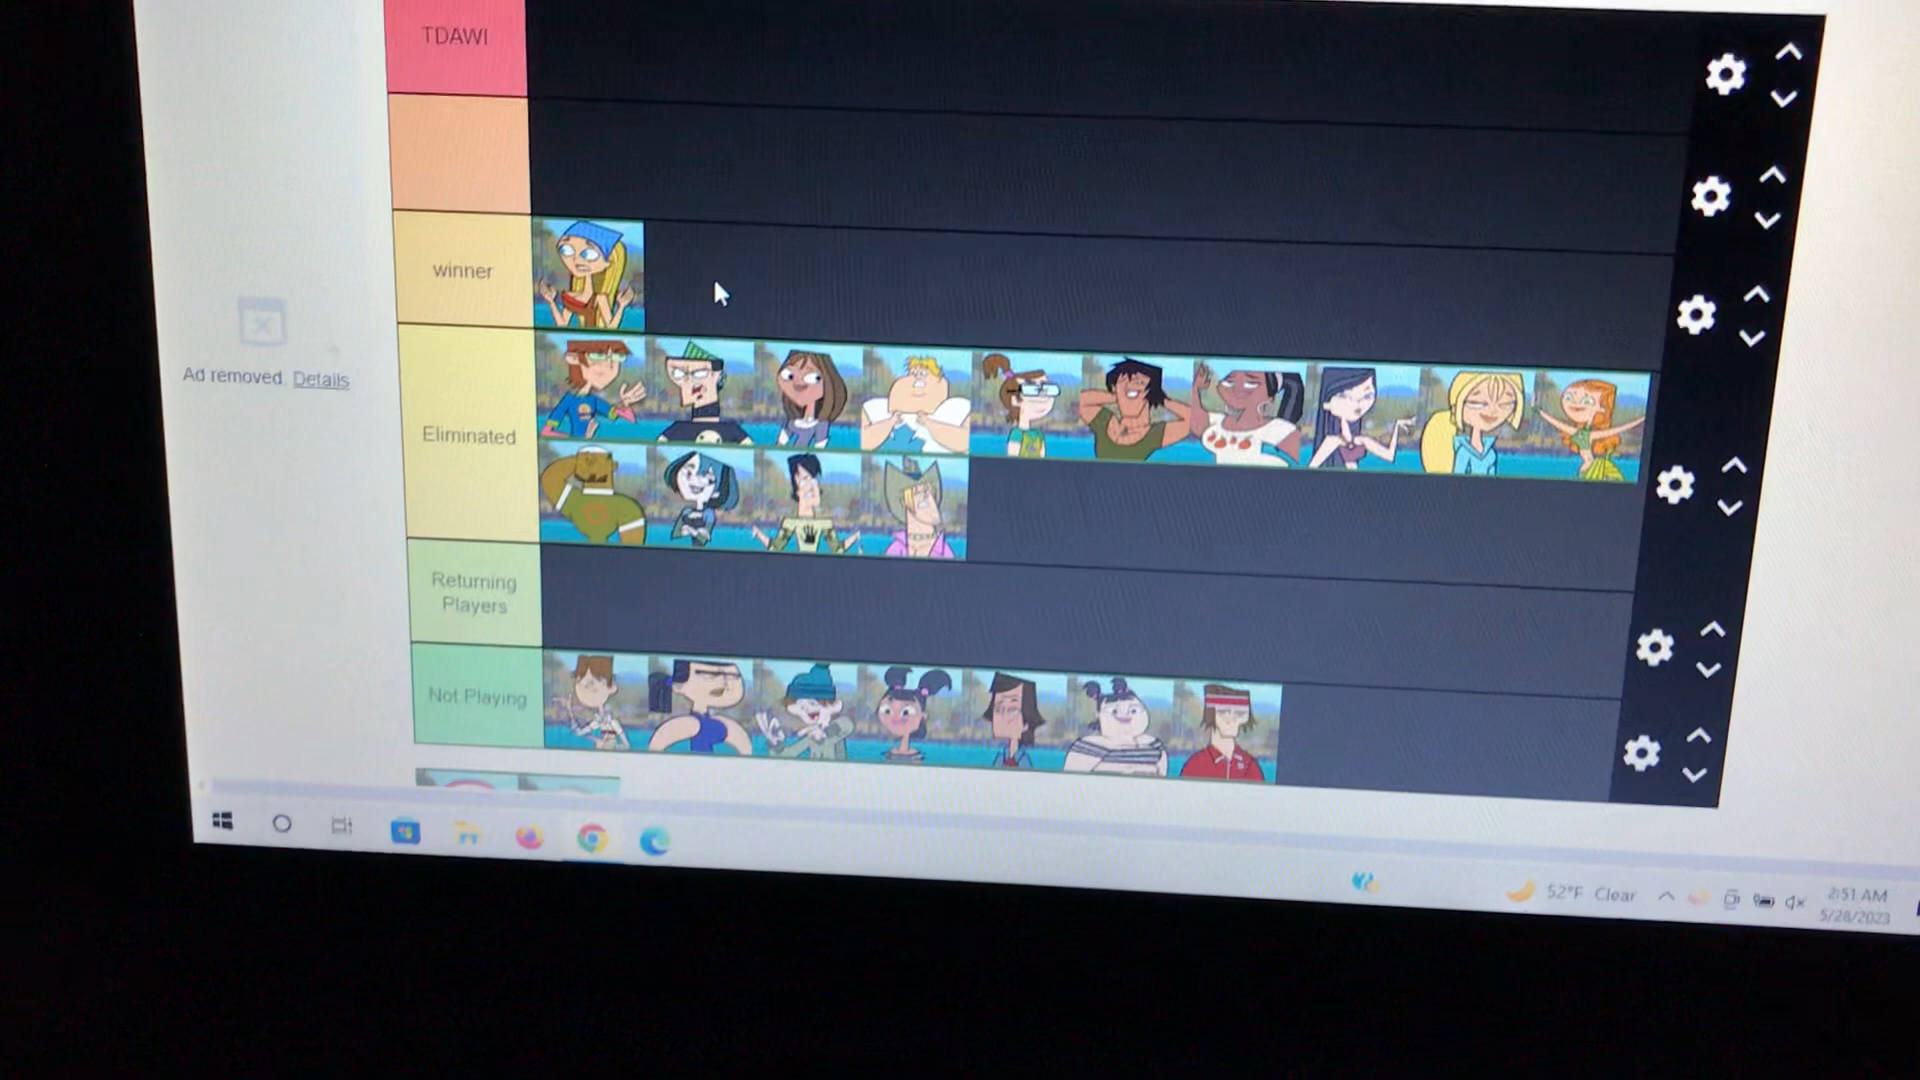 TDAWI
winner
Ad removed. Details
Eliminated
Returning
Players
Not Playing
52°F Clear
2:51 AM
5/28/2023